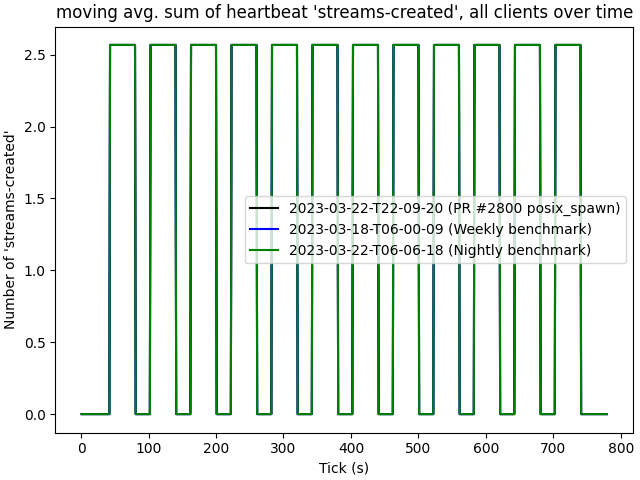 moving avg. sum of heartbeat 'streams-created', all clients over time
Number of 'streams-created'
2.5
2.0
1.5
1.0
0.5
0.0
2023-03-22-T22-09-20 (PR #2800 posix_spawn)
2023-03-18-T06-00-09 (Weekly benchmark)
2023-03-22-T06-06-18 (Nightly benchmark)
0 100 200 300 400 500 600 700 800
Tick (s)